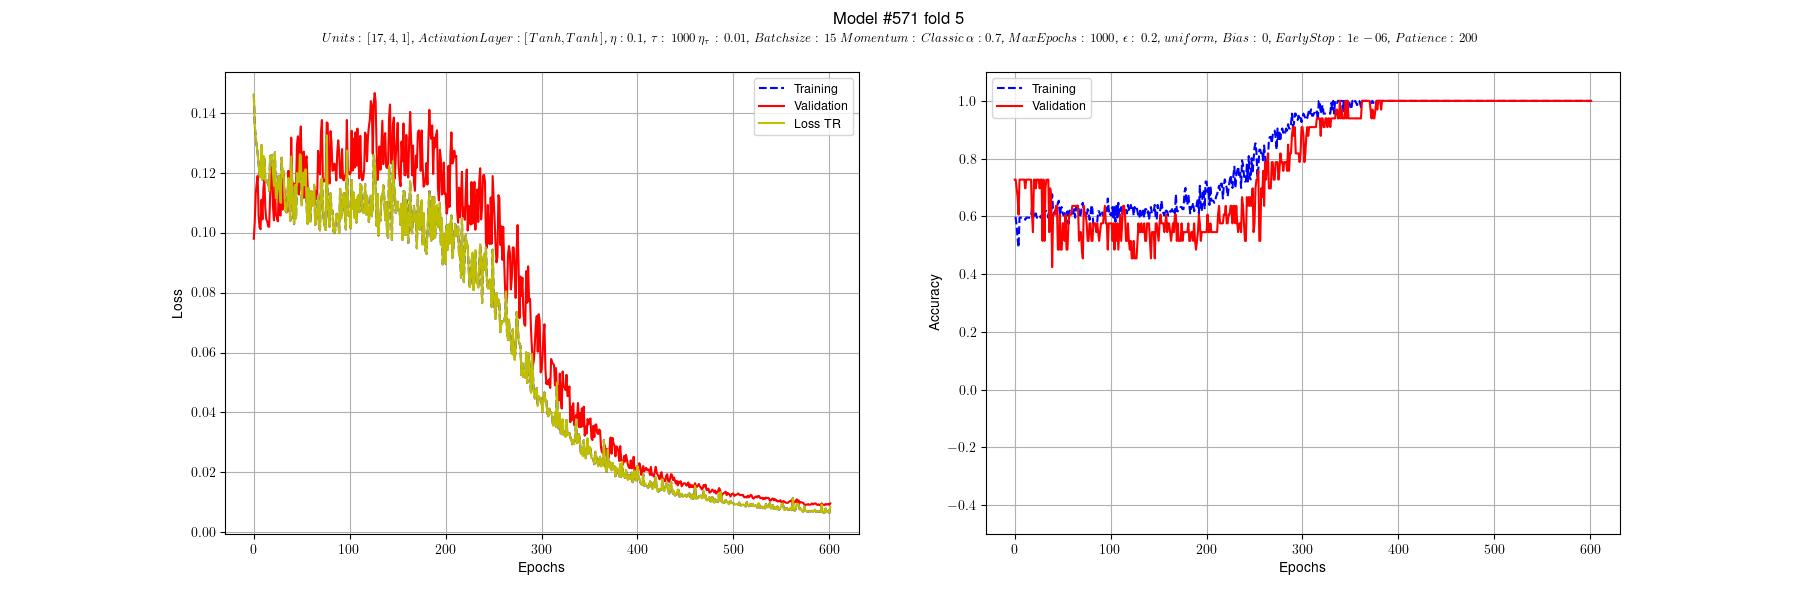 Model #571 fold 5
Units : [17, 4, 1], ActivationLayer : [Tanh, Tanh], η : 0.1, τ : 1000 η_τ : 0.01, Batchsize : 15 Momentum : Classic α : 0.7, MaxEpochs : 1000, ϵ : 0.2, uniform, Bias : 0, EarlyStop : 1e − 06, Patience : 200
Training
Validation
Loss TR
0.14
0.12
0.10
0.08
0.06
0.04
0.02
0.00
Loss
0 100 200 300 400 500 600
Epochs
Training
Validation
1.0
0.8
0.6
0.4
0.2
0.0
−0.2
−0.4
Accuracy
0 100 200 300 400 500 600
Epochs